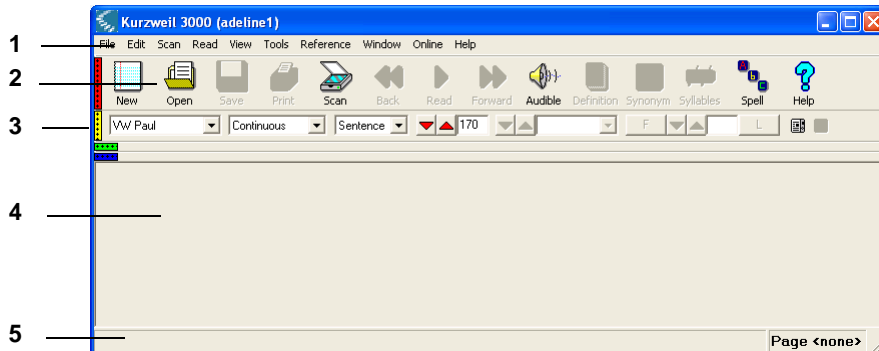 Kurzweil 3000 (adeline1)
1 File Edit Scan Read View Tools Reference Window Online Help
2 New Open Save Print Scan Back Read Forward Audible Definition Synonym Syllables Spell Help
3 VW Paul Continuous Sentence 170 F L
4
5 Page <none>